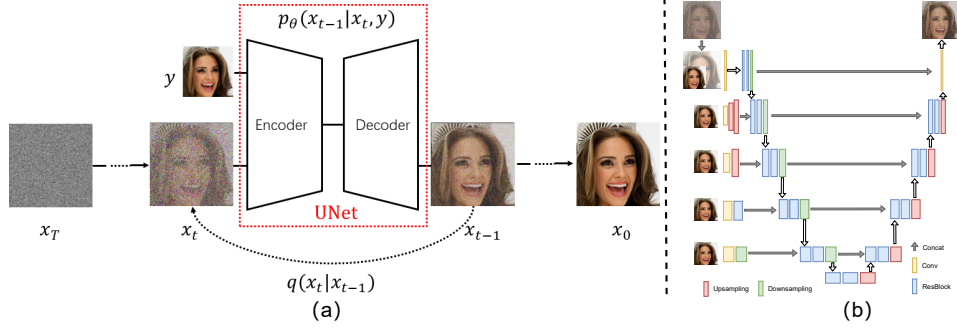 p_θ(x_{t−1}|x_t, y)
y
Encoder
Decoder
UNet
x_T
x_t
x_{t−1}
x_0
q(x_t|x_{t−1})
(a)
Concat
Conv
ResBlock
Upsampling
Downsampling
(b)